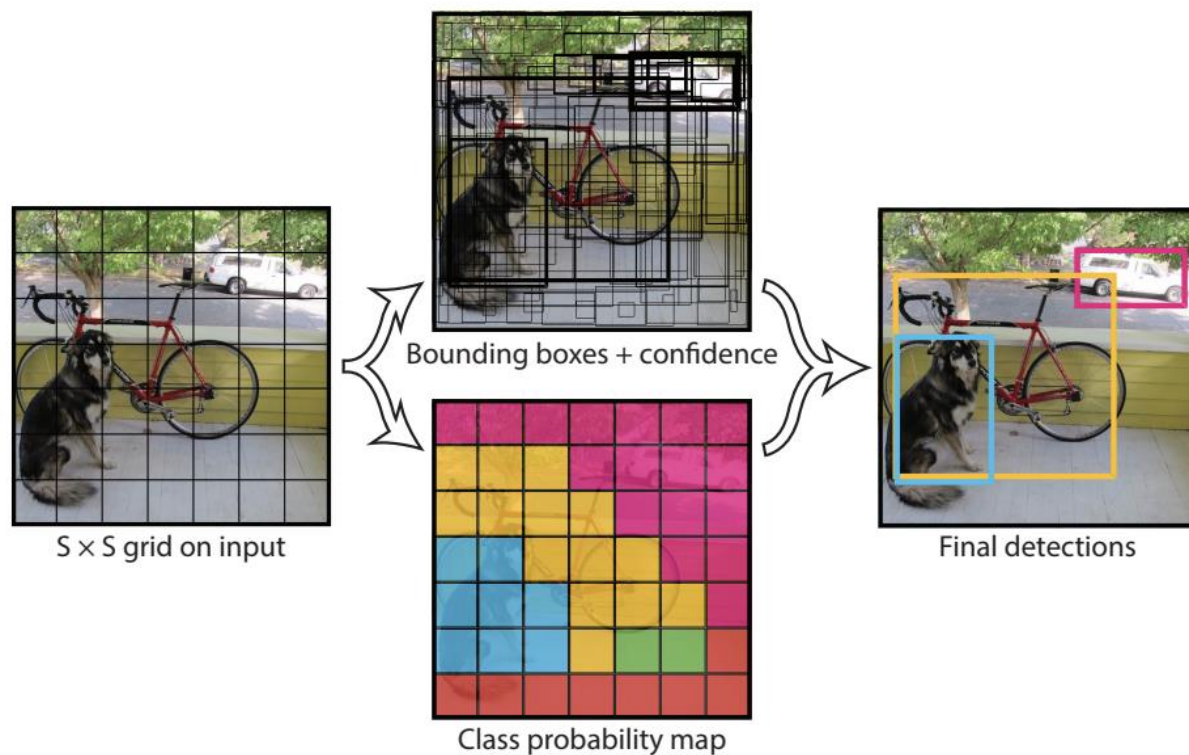 S × S grid on input
Bounding boxes + confidence
Class probability map
Final detections